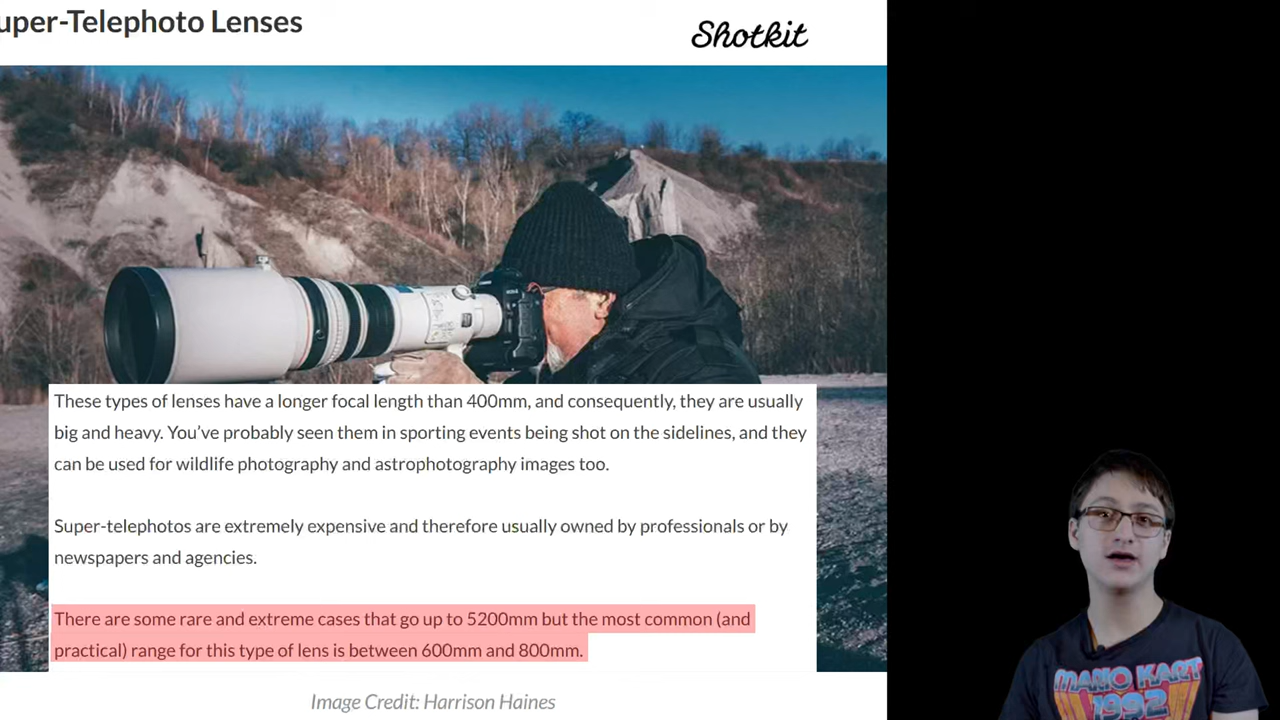 uper-Telephoto Lenses
Shotkit
These types of lenses have a longer focal length than 400mm, and consequently, they are usually
big and heavy. You’ve probably seen them in sporting events being shot on the sidelines, and they
can be used for wildlife photography and astrophotography images too.
Super-telephotos are extremely expensive and therefore usually owned by professionals or by
newspapers and agencies.
There are some rare and extreme cases that go up to 5200mm but the most common (and
practical) range for this type of lens is between 600mm and 800mm.
Image Credit: Harrison Haines
MARIO KART
1992